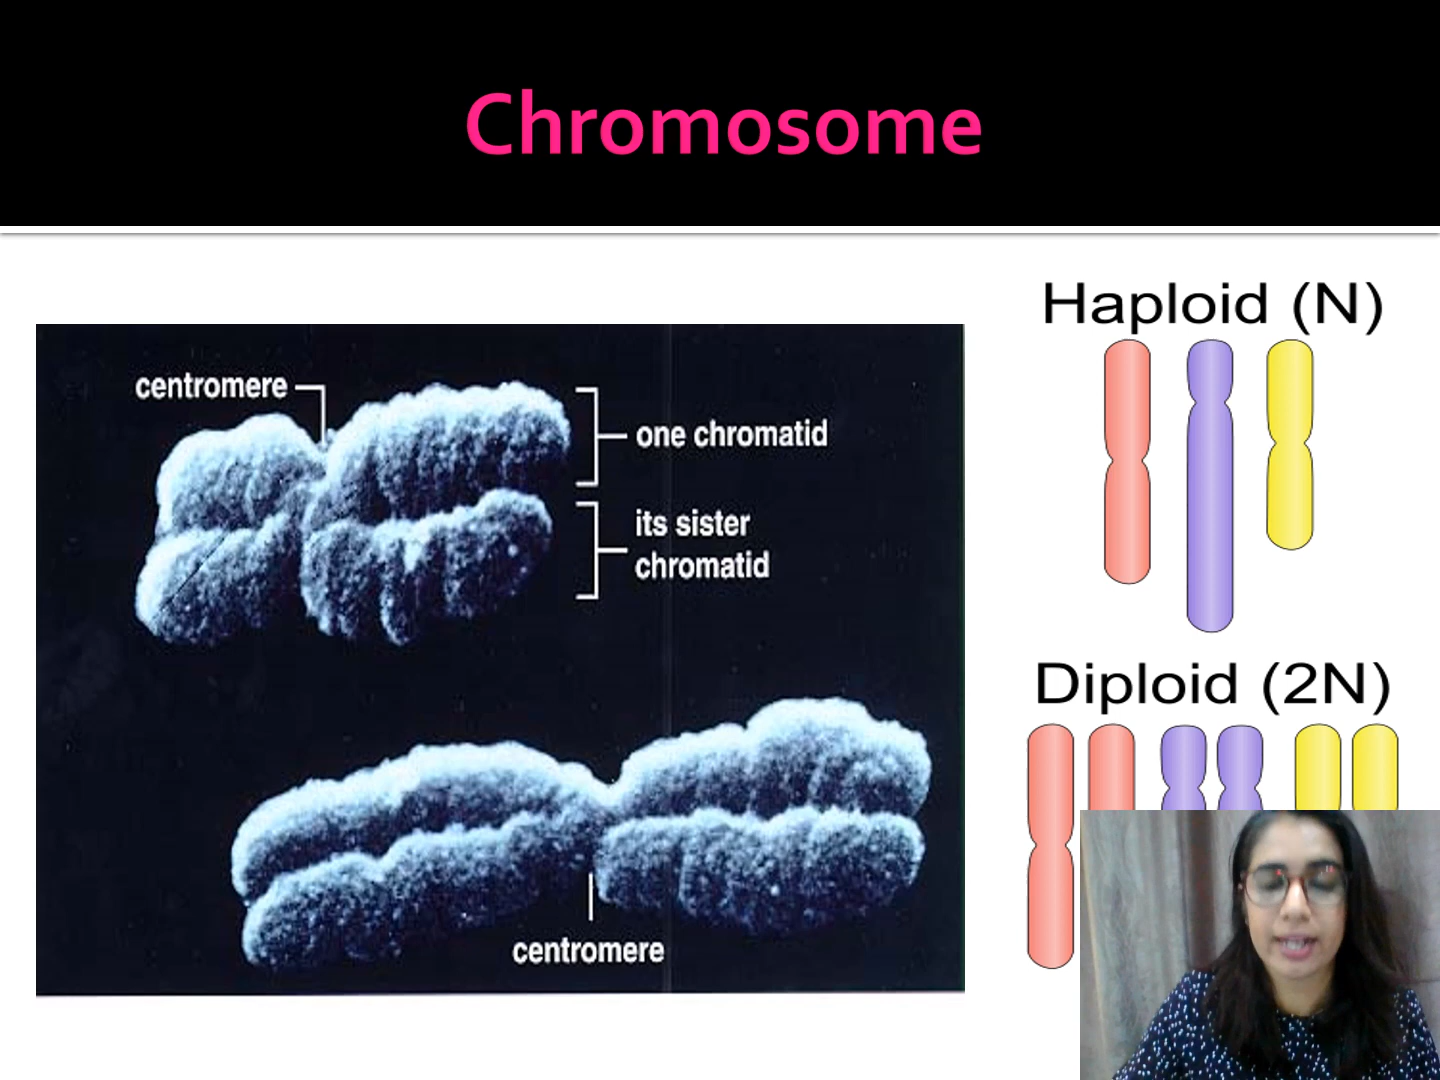 Chromosome
centromere
one chromatid
its sister
chromatid
centromere
Haploid (N)
Diploid (2N)